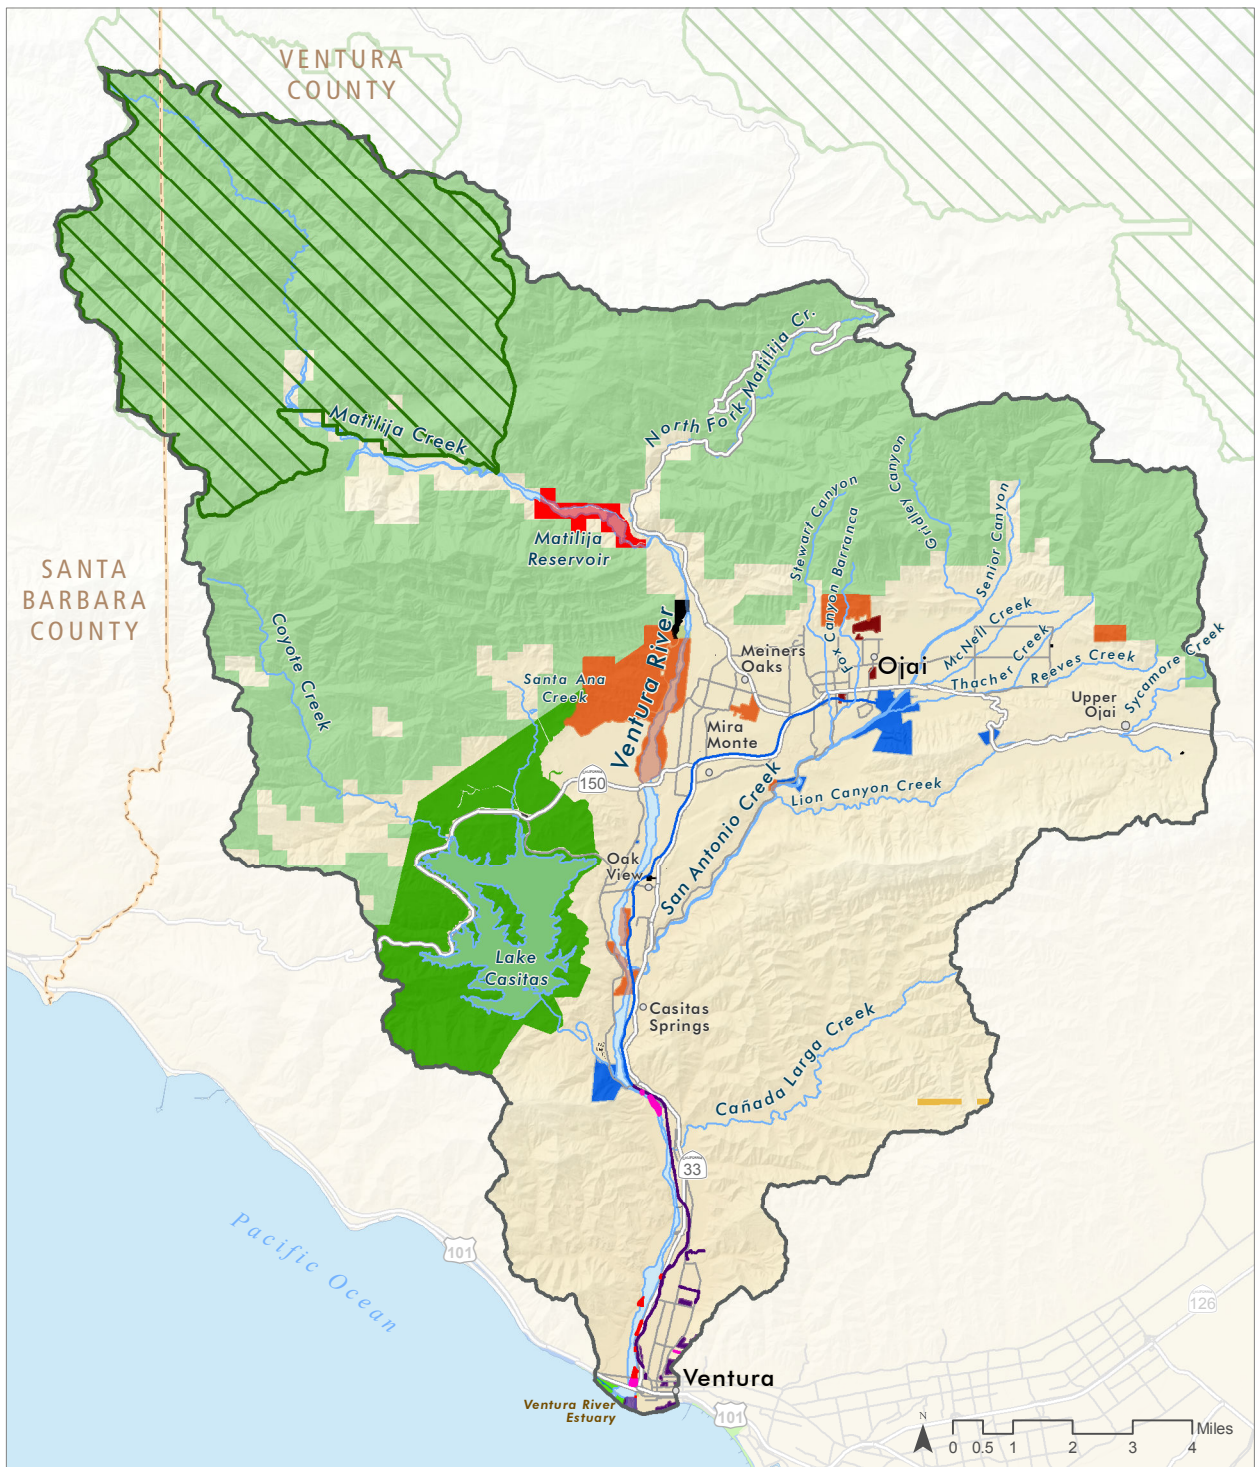 VENTURA
COUNTY
North Fork Matilija Cr.
Matilija Creek
Gridley Canyon
Stewart Canyon
Senior Canyon
Fox Canyon Barranca
Matilija
Reservoir
SANTA
BARBARA
COUNTY
Coyote Creek
Ventura River
McNell Creek
Meiners
Oaks
Ojai
Thacher Creek
Reeves Creek
Sycamore Creek
Santa Ana
Creek
Upper
Ojai
Mira
Monte
CALIFORNIA
150
Lion Canyon Creek
San Antonio Creek
Oak
View
Lake
Casitas
Casitas
Springs
Cañada Larga Creek
CALIFORNIA
33
Pacific Ocean
101
126
Ventura
Ventura River
Estuary
101
N
Miles
0 0.5 1 2 3 4